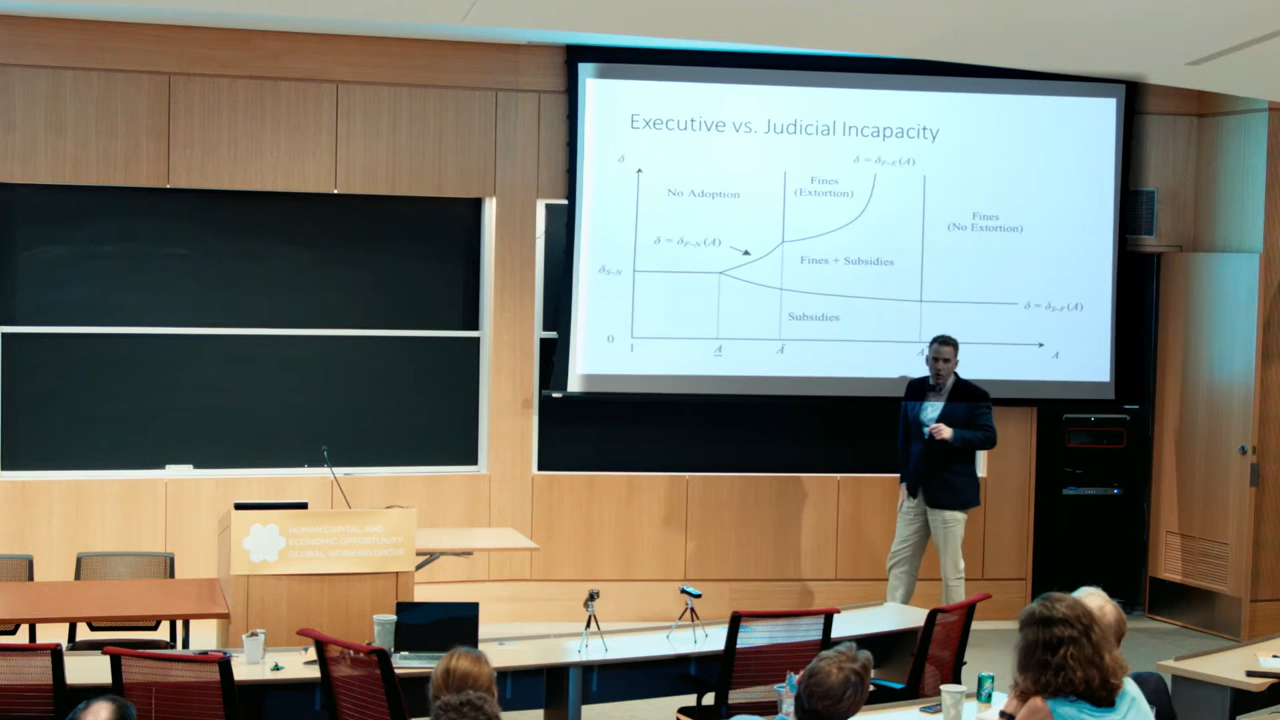 Executive vs. Judicial Incapacity
δ
δ = δF–E(A)
No Adoption
Fines
(Extortion)
Fines
(No Extortion)
δ = δF–N(A)
Fines + Subsidies
δS–N
δ = δS–F(A)
Subsidies
0
1
A
Ā
A
A
HUMAN CAPITAL AND
ECONOMIC OPPORTUNITY
GLOBAL WORKING GROUP